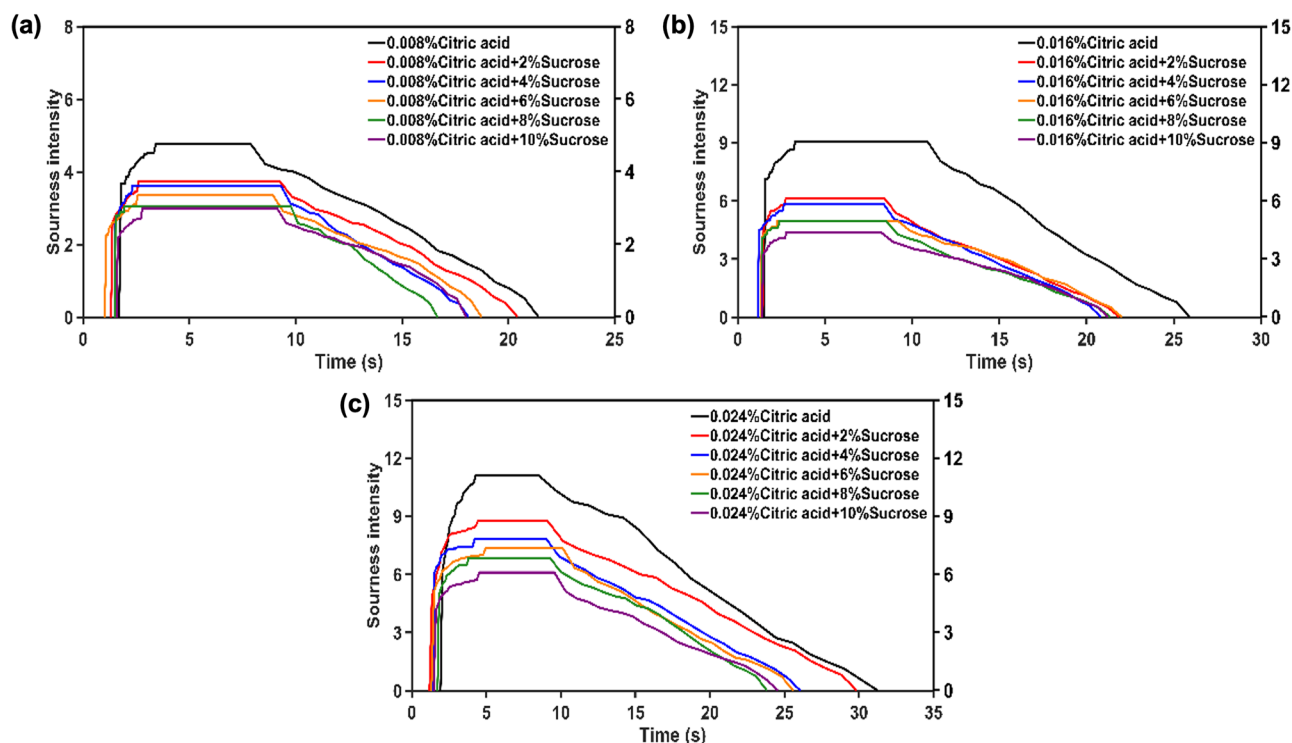 (a)
8
6
4
2
0
Sourness intensity
0.008%Citric acid
0.008%Citric acid+2%Sucrose
0.008%Citric acid+4%Sucrose
0.008%Citric acid+6%Sucrose
0.008%Citric acid+8%Sucrose
0.008%Citric acid+10%Sucrose
8
6
4
2
0
0 5 10 15 20 25
Time (s)
(b)
15
12
9
6
3
0
Sourness intensity
0.016%Citric acid
0.016%Citric acid+2%Sucrose
0.016%Citric acid+4%Sucrose
0.016%Citric acid+6%Sucrose
0.016%Citric acid+8%Sucrose
0.016%Citric acid+10%Sucrose
15
12
9
6
3
0
0 5 10 15 20 25 30
Time (s)
(c)
15
12
9
6
3
0
Sourness intensity
0.024%Citric acid
0.024%Citric acid+2%Sucrose
0.024%Citric acid+4%Sucrose
0.024%Citric acid+6%Sucrose
0.024%Citric acid+8%Sucrose
0.024%Citric acid+10%Sucrose
15
12
9
6
3
0
0 5 10 15 20 25 30 35
Time (s)